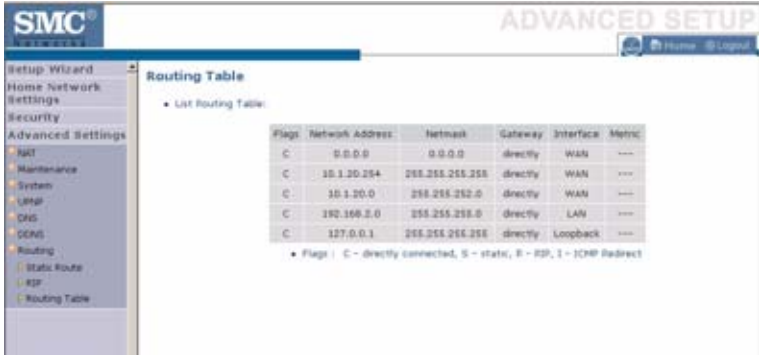 SMC®
Networks
ADVANCED SETUP
Home Logout
Setup Wizard
Home Network Settings
Security
Advanced Settings
NAT
Maintenance
System
UPNP
DNS
DDNS
Routing
Static Route
RIP
Routing Table
Routing Table
List Routing Table:
Flags Network Address Netmask Gateway Interface Metric
C 0.0.0.0 0.0.0.0 directly WAN ---
C 10.1.20.254 255.255.255.255 directly WAN ---
C 10.1.20.0 255.255.252.0 directly WAN ---
C 192.168.2.0 255.255.255.0 directly LAN ---
C 127.0.0.1 255.255.255.255 directly Loopback ---
Flags : C - directly connected, S - static, R - RIP, I - ICMP Redirect